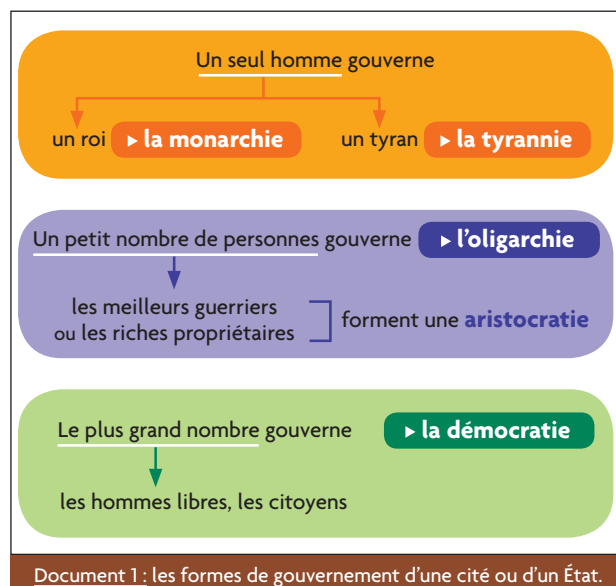 Un seul homme gouverne
un roi ▸ la monarchie un tyran ▸ la tyrannie
Un petit nombre de personnes gouverne ▸ l'oligarchie
les meilleurs guerriers
ou les riches propriétaires forment une aristocratie
Le plus grand nombre gouverne ▸ la démocratie
les hommes libres, les citoyens
Document 1 : les formes de gouvernement d'une cité ou d'un État